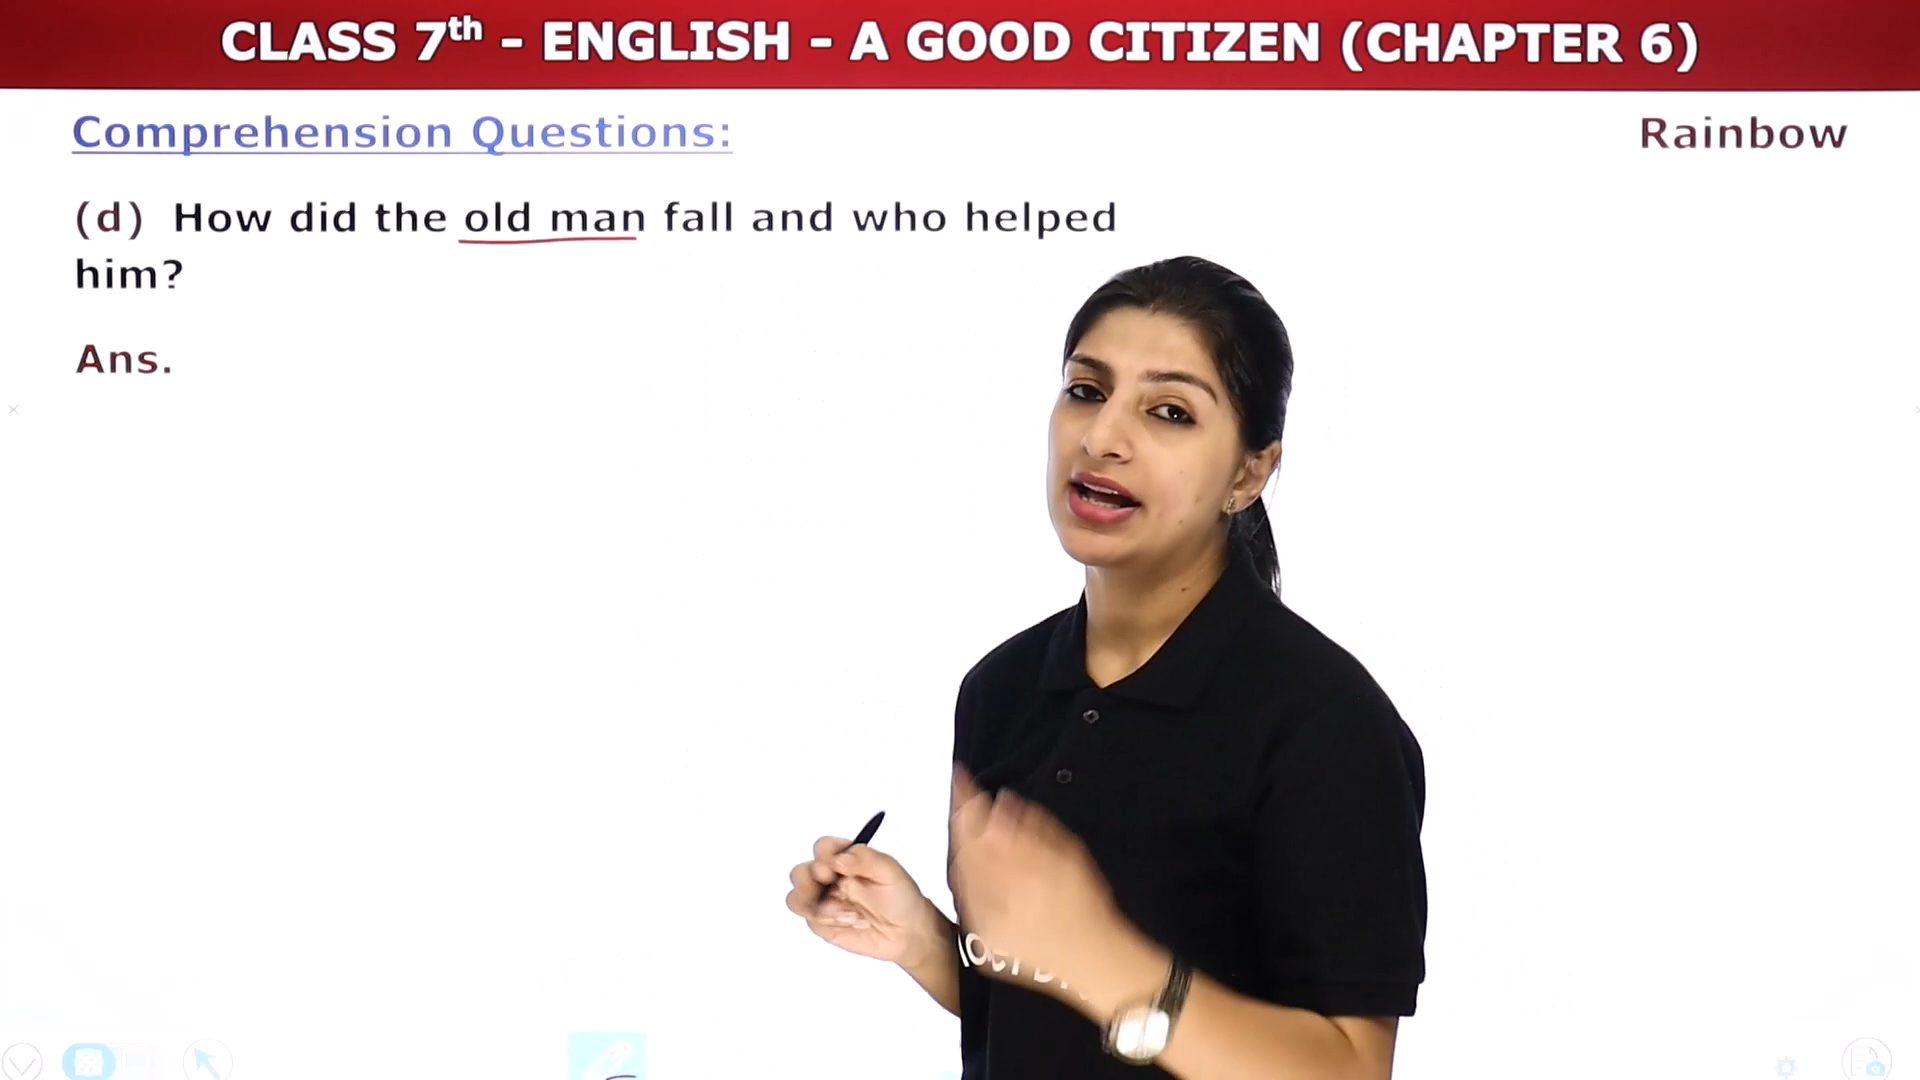 CLASS 7th - ENGLISH - A GOOD CITIZEN (CHAPTER 6)
Comprehension Questions:
Rainbow
(d) How did the old man fall and who helped
him?
Ans.